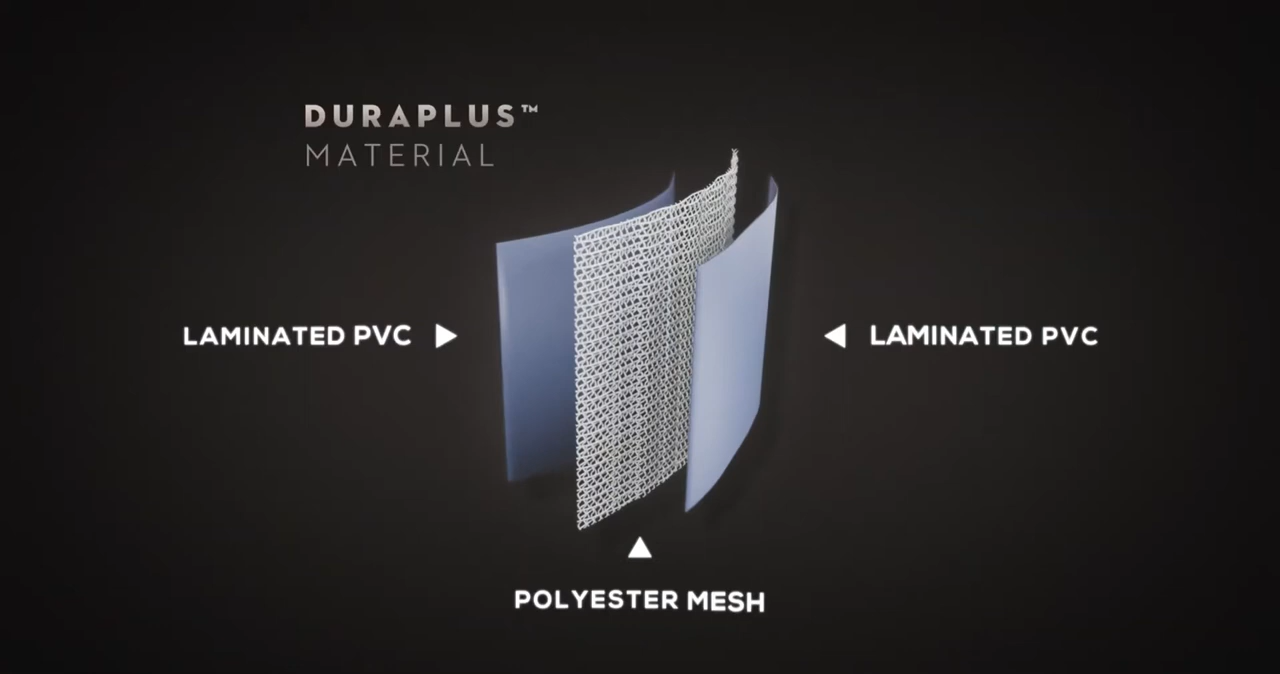 DURAPLUS™
MATERIAL
LAMINATED PVC
LAMINATED PVC
POLYESTER MESH